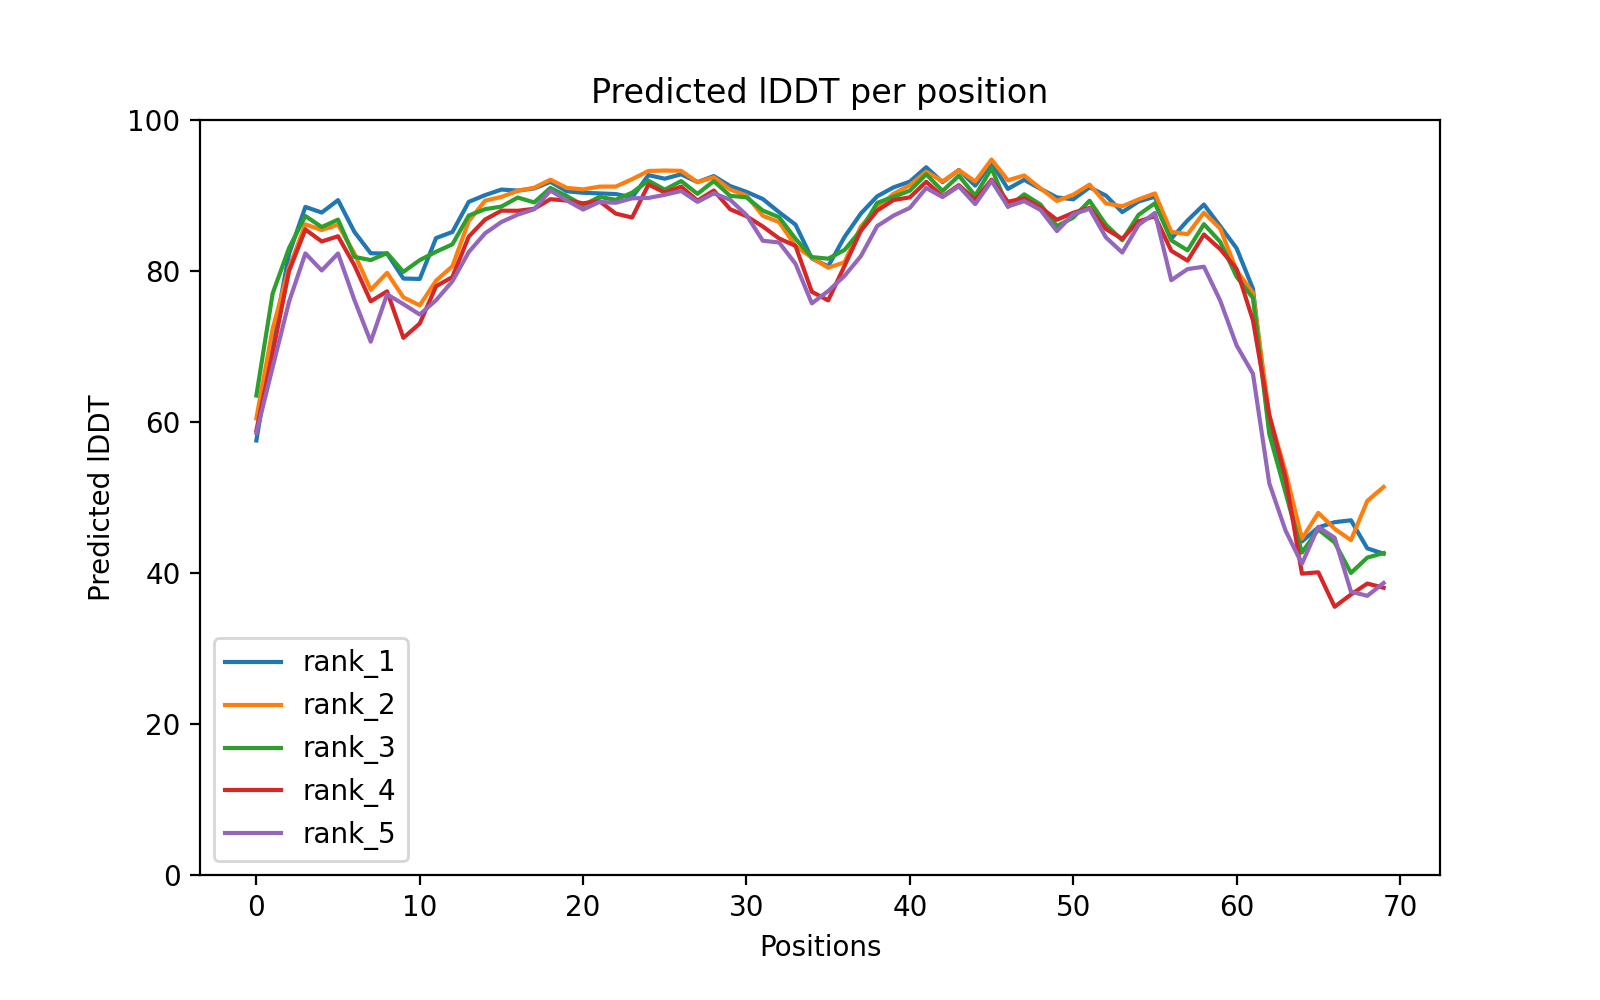 Predicted lDDT per position
100
80
60
40
20
0
Predicted lDDT
rank_1
rank_2
rank_3
rank_4
rank_5
0 10 20 30 40 50 60 70
Positions